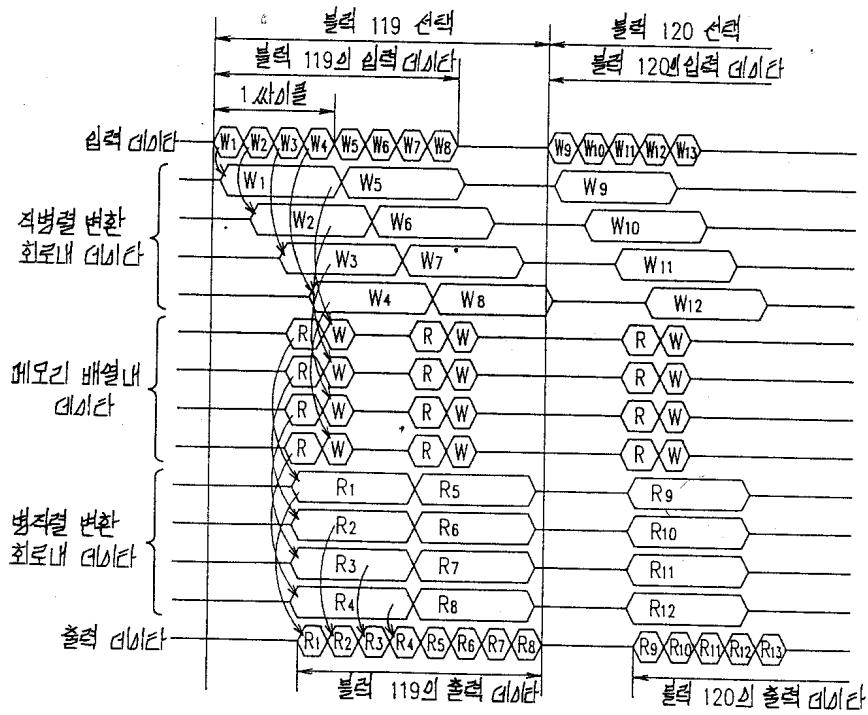 블럭 119 선택
블럭 120 선택
블럭 119의 입력 데이타
블럭 120의 입력 데이타
1 싸이클
입력 데이타
W1 W2 W3 W4 W5 W6 W7 W8
W9 W10 W11 W12 W13
W1 W5 W9
직병렬 변환
회로내 데이타
W2 W6 W10
W3 W7 W11
W4 W8 W12
R W R W R W
메모리 배열내
데이타
R W R W R W
R W R W R W
R W R W R W
R1 R5 R9
병직렬 변환
회로내 데이타
R2 R6 R10
R3 R7 R11
R4 R8 R12
출력 데이타
R1 R2 R3 R4 R5 R6 R7 R8
R9 R10 R11 R12 R13
블럭 119의 출력 데이타
블럭 120의 출력 데이타